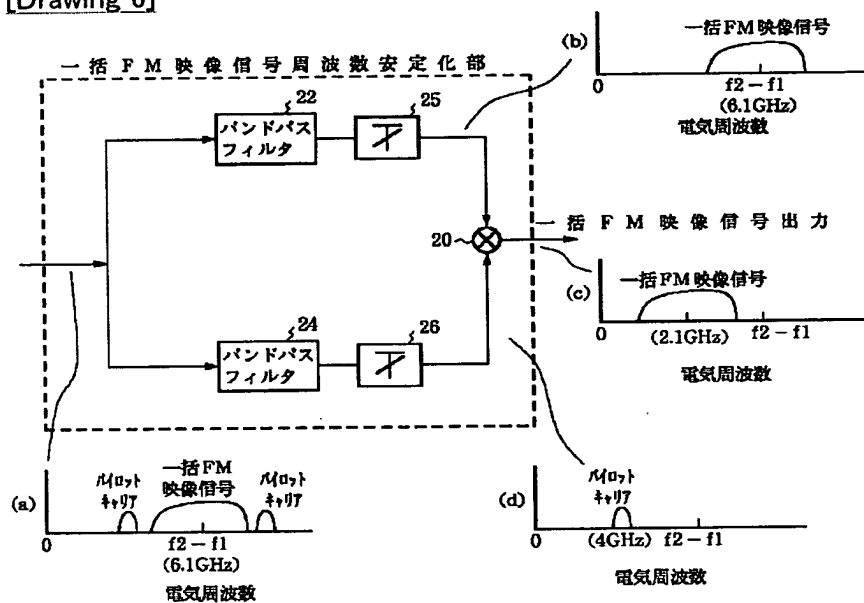 [Drawing 6]
一括FM映像信号周波数安定化部
22
バンドパス
フィルタ
25
(b)
一括FM映像信号
0
f2－f1
(6.1GHz)
電気周波数
20
一括FM映像信号出力
(c)
一括FM映像信号
0
(2.1GHz)
f2－f1
電気周波数
24
バンドパス
フィルタ
26
(a)
パイロット
キャリア
一括FM
映像信号
パイロット
キャリア
0
f2－f1
(6.1GHz)
電気周波数
(d)
パイロット
キャリア
0
(4GHz)
f2－f1
電気周波数